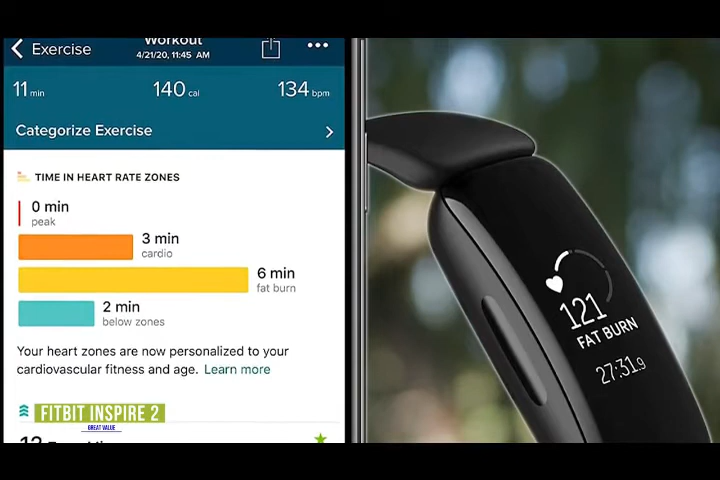 Exercise
Workout
4/21/20, 11:45 AM
11 min
140 cal
134 bpm
Categorize Exercise
TIME IN HEART RATE ZONES
0 min
peak
3 min
cardio
6 min
fat burn
2 min
below zones
Your heart zones are now personalized to your
cardiovascular fitness and age. Learn more
FITBIT INSPIRE 2
GREAT VALUE
121
FAT BURN
27:31.9